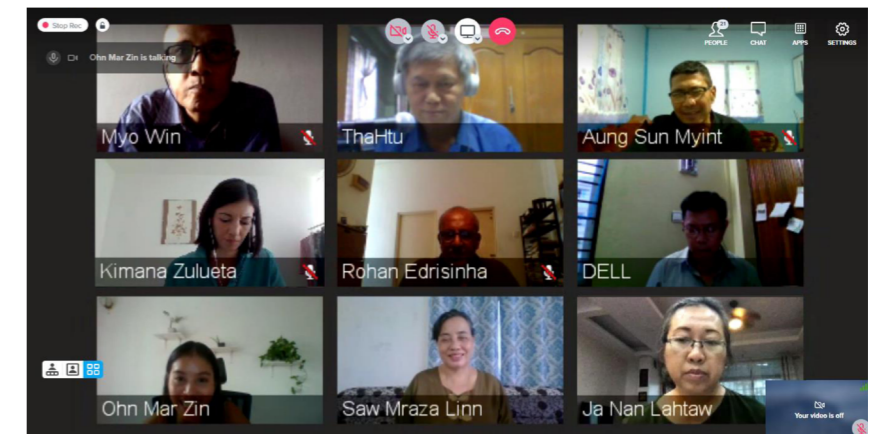 Stop Rec
21
PEOPLE
CHAT
APPS
SETTINGS
Ohn Mar Zin is talking
Myo Win
ThaHtu
Aung Sun Myint
Kimana Zulueta
Rohan Edrisinha
DELL
Ohn Mar Zin
Saw Mraza Linn
Ja Nan Lahtaw
Your video is off